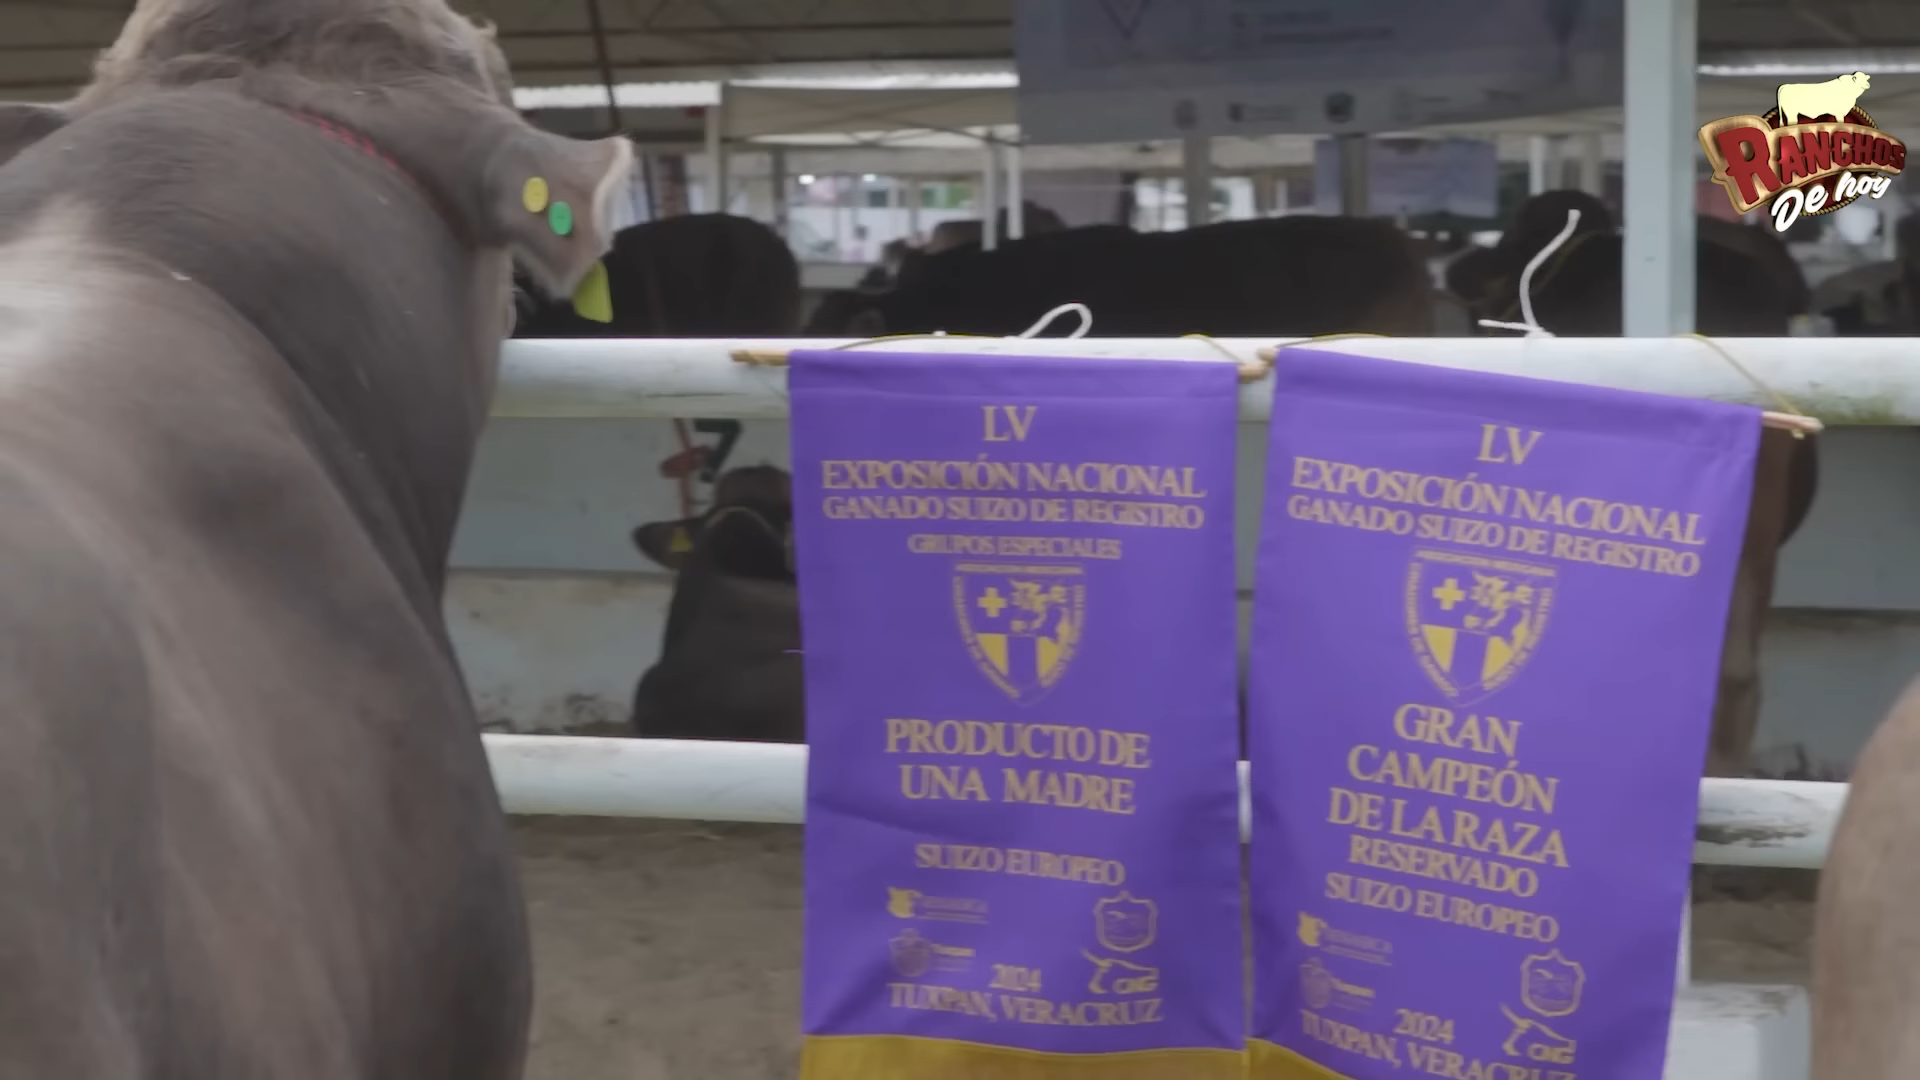 RANCHOS
De hoy
LV
EXPOSICIÓN NACIONAL
GANADO SUIZO DE REGISTRO
GRUPOS ESPECIALES
PRODUCTO DE
UNA MADRE
SUIZO EUROPEO
2024
TUXPAN, VERACRUZ
CNG
LV
EXPOSICIÓN NACIONAL
GANADO SUIZO DE REGISTRO
GRAN
CAMPEÓN
DE LA RAZA
RESERVADO
SUIZO EUROPEO
2024
TUXPAN, VERACRUZ
CNG